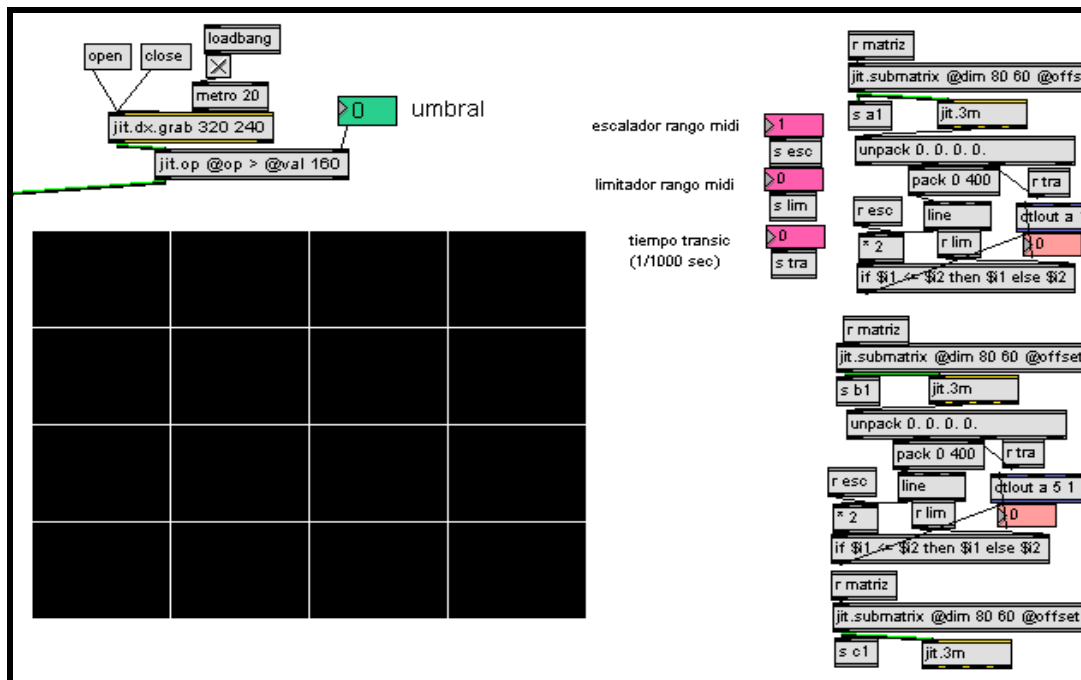 loadbang
open
close
metro 20
jit.dx.grab 320 240
0
umbral
jit.op @op > @val 160
escalador rango midi
1
s esc
limitador rango midi
0
s lim
tiempo transic
(1/1000 sec)
0
s tra
r matriz
jit.submatrix @dim 80 60 @offs
s a1
jit.3m
unpack 0. 0. 0. 0.
pack 0 400
r tra
r esc
line
ctlout a
* 2
r lim
0
if $i1 <= $i2 then $i1 else $i2
r matriz
jit.submatrix @dim 80 60 @offset
s b1
jit.3m
unpack 0. 0. 0. 0.
pack 0 400
r tra
r esc
line
ctlout a 5 1
* 2
r lim
0
if $i1 <= $i2 then $i1 else $i2
r matriz
jit.submatrix @dim 80 60 @offset
s c1
jit.3m